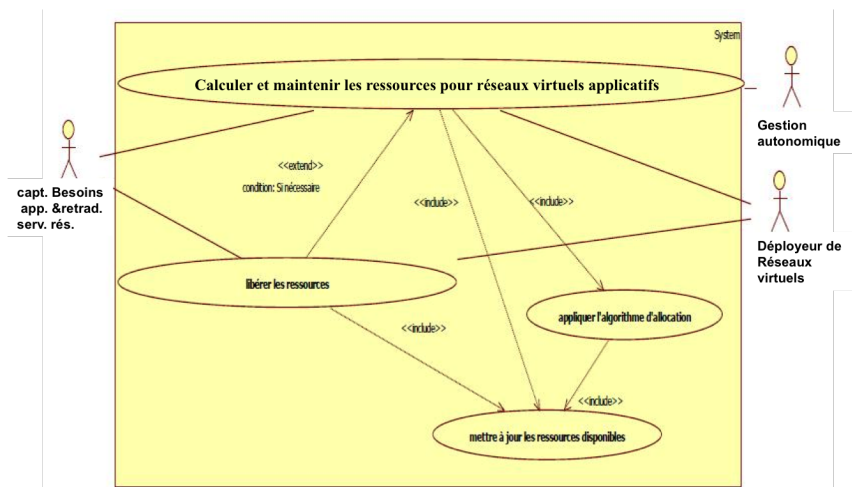 System
Calculer et maintenir les ressources pour réseaux virtuels applicatifs
Gestion
autonomique
<<extend>>
condition: Si nécessaire
capt. Besoins
app. &retrad.
serv. rés.
<<include>>
<<include>>
Déployeur de
Réseaux
virtuels
libérer les ressources
appliquer l'algorithme d'allocation
<<include>>
<<include>>
mettre à jour les ressources disponibles